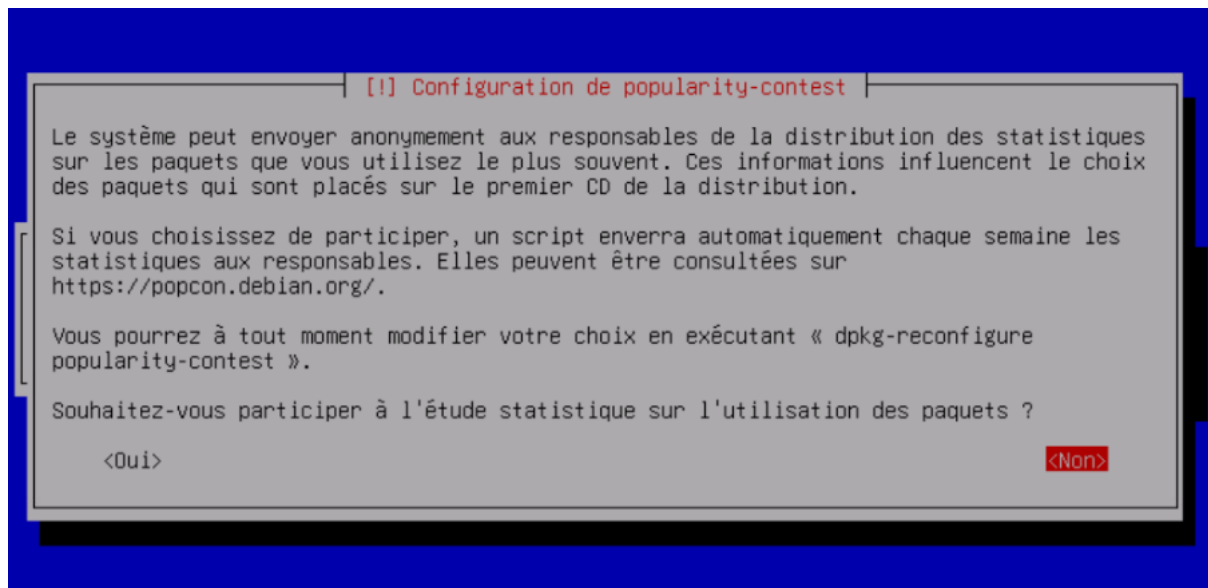 [!] Configuration de popularity-contest
Le système peut envoyer anonymement aux responsables de la distribution des statistiques
sur les paquets que vous utilisez le plus souvent. Ces informations influencent le choix
des paquets qui sont placés sur le premier CD de la distribution.
Si vous choisissez de participer, un script enverra automatiquement chaque semaine les
statistiques aux responsables. Elles peuvent être consultées sur
https://popcon.debian.org/.
Vous pourrez à tout moment modifier votre choix en exécutant « dpkg-reconfigure
popularity-contest ».
Souhaitez-vous participer à l'étude statistique sur l'utilisation des paquets ?
<Oui> <Non>